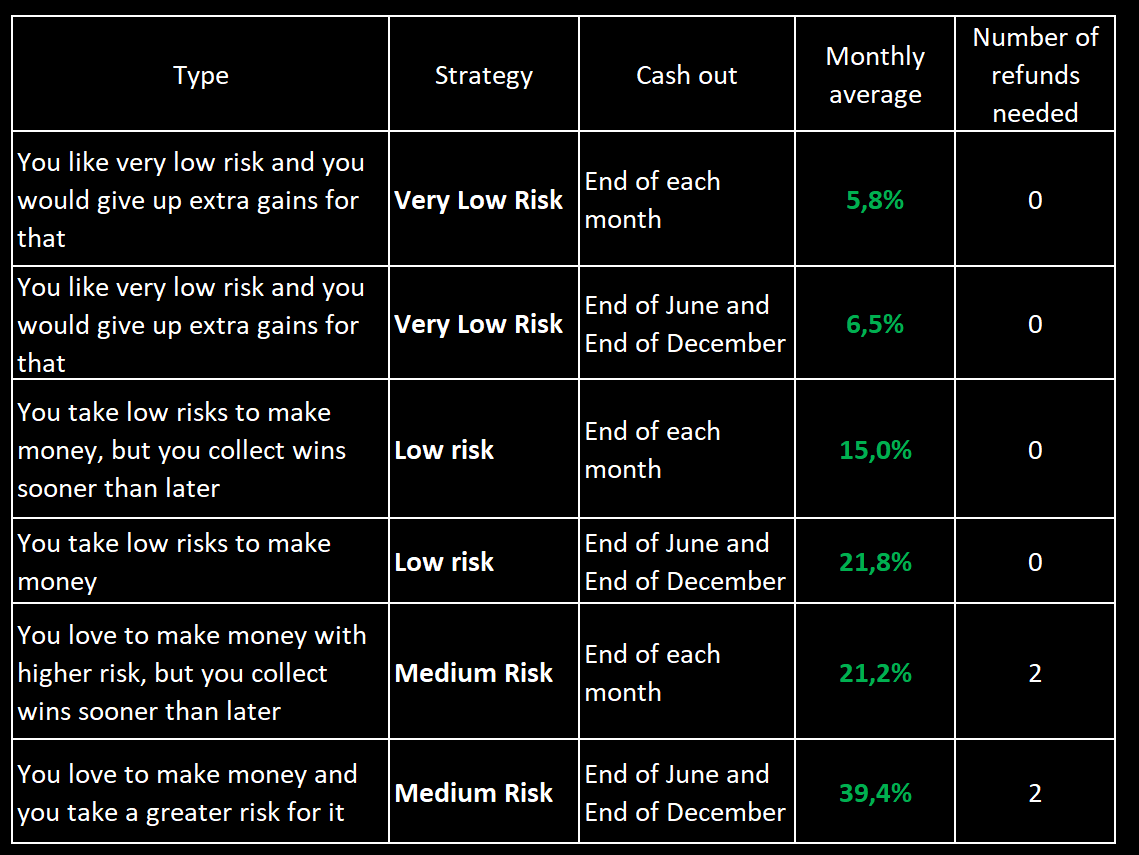 Type
Strategy
Cash out
Monthly
average
Number of
refunds
needed
You like very low risk and you
would give up extra gains for
that
Very Low Risk
End of each
month
5,8%
0
You like very low risk and you
would give up extra gains for
that
Very Low Risk
End of June and
End of December
6,5%
0
You take low risks to make
money, but you collect wins
sooner than later
Low risk
End of each
month
15,0%
0
You take low risks to make
money
Low risk
End of June and
End of December
21,8%
0
You love to make money with
higher risk, but you collect
wins sooner than later
Medium Risk
End of each
month
21,2%
2
You love to make money and
you take a greater risk for it
Medium Risk
End of June and
End of December
39,4%
2